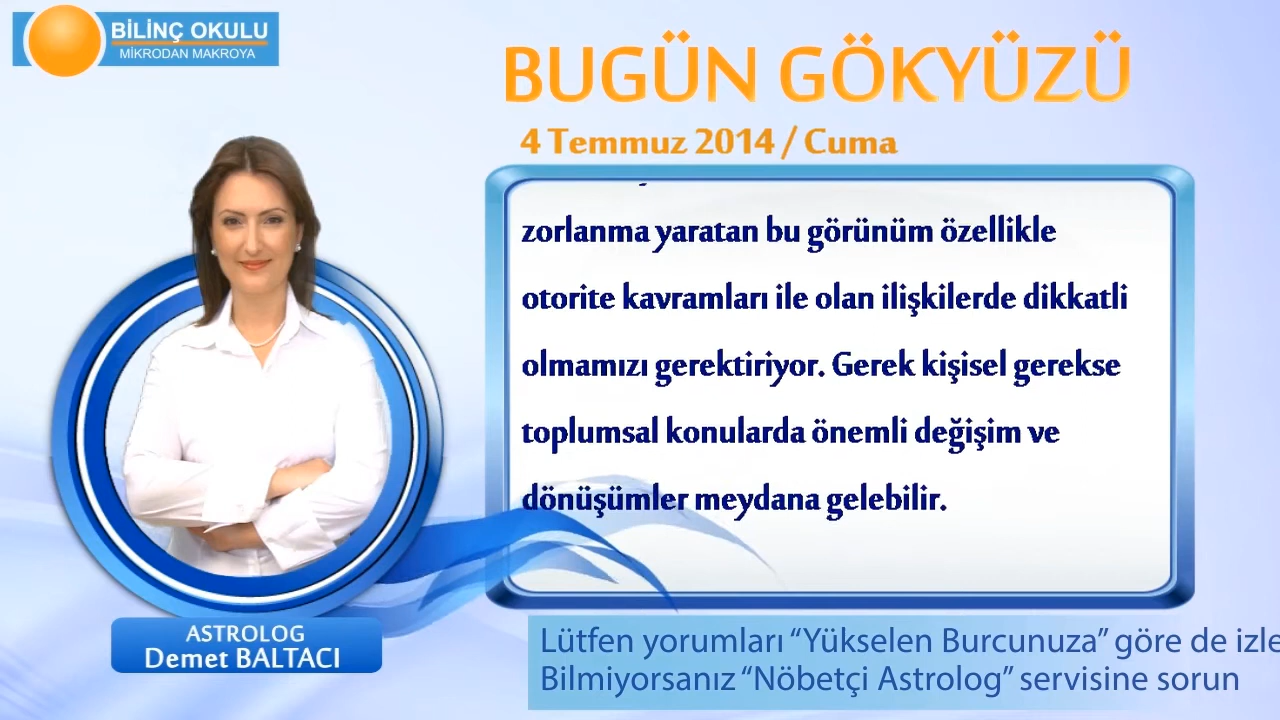 BİLİNÇ OKULU
MİKRODAN MAKROYA
BUGÜN GÖKYÜZÜ
4 Temmuz 2014 / Cuma
zorlanma yaratan bu görünüm özellikle
otorite kavramları ile olan ilişkilerde dikkatli
olmamızı gerektiriyor. Gerek kişisel gerekse
toplumsal konularda önemli değişim ve
dönüşümler meydana gelebilir.
ASTROLOG
Demet BALTACI
Lütfen yorumları “Yükselen Burcunuza” göre de
Bilmiyorsanız “Nöbetçi Astrolog” servisine sorun